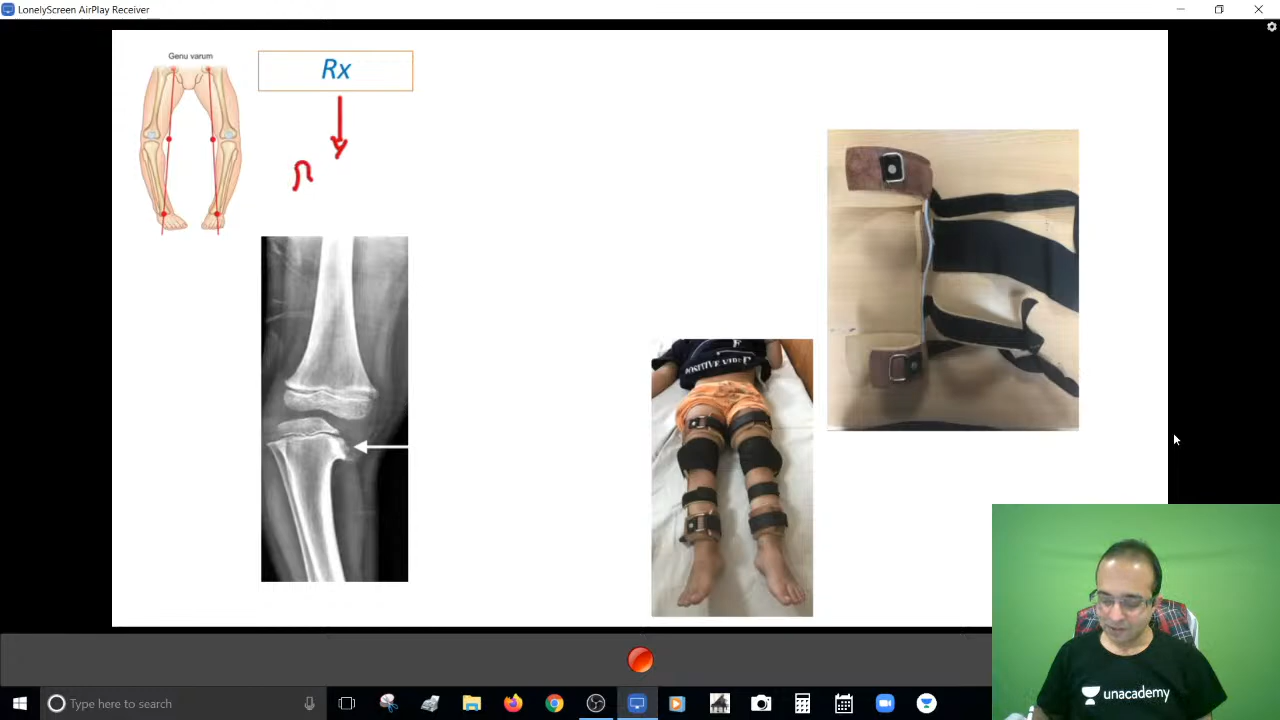 LonelyScreen AirPlay Receiver
Genu varum
Rx
unacademy
Type here to search